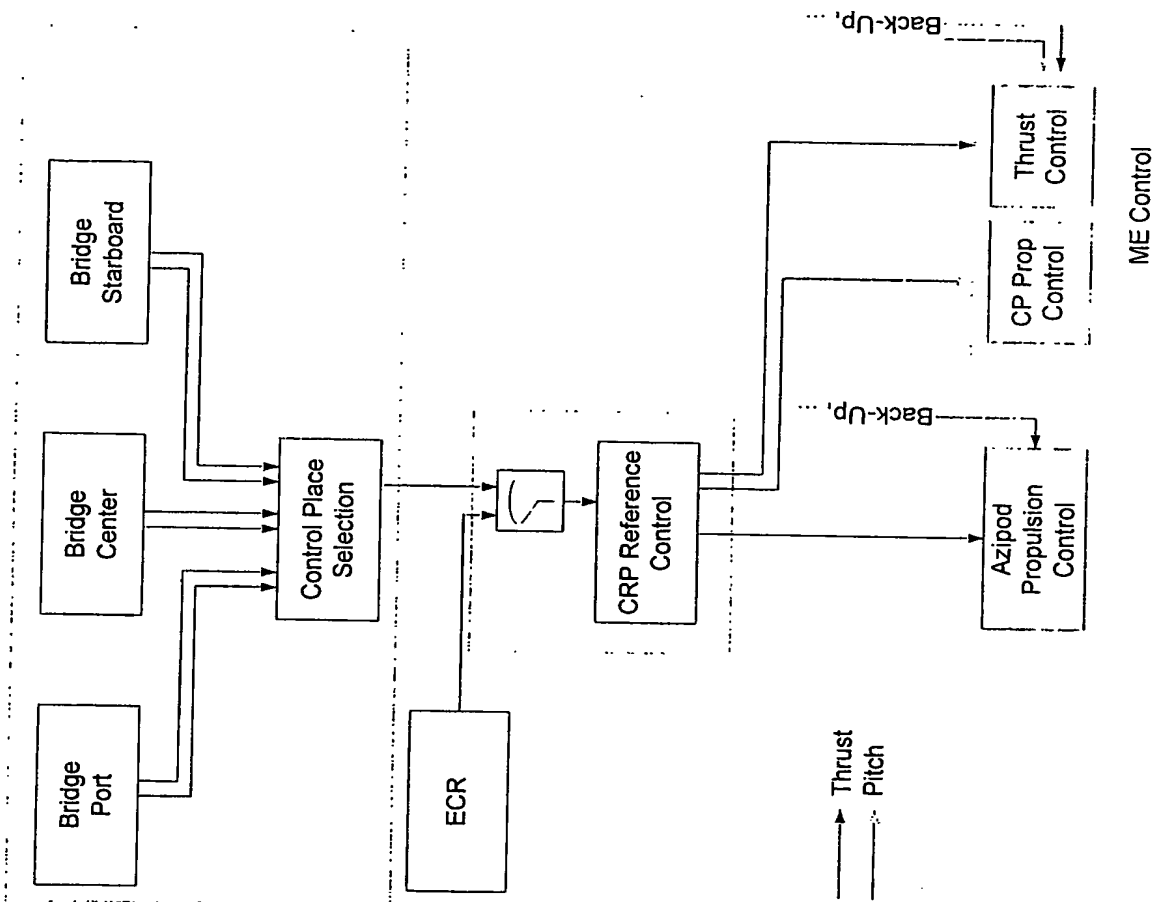 Bridge
Port
Bridge
Center
Bridge
Starboard
Control Place
Selection
ECR
CRP Reference
Control
Back-Up, ...
Back-Up, ...
Azipod
Propulsion
Control
CP Prop
Control
Thrust
Control
ME Control
Thrust
Pitch